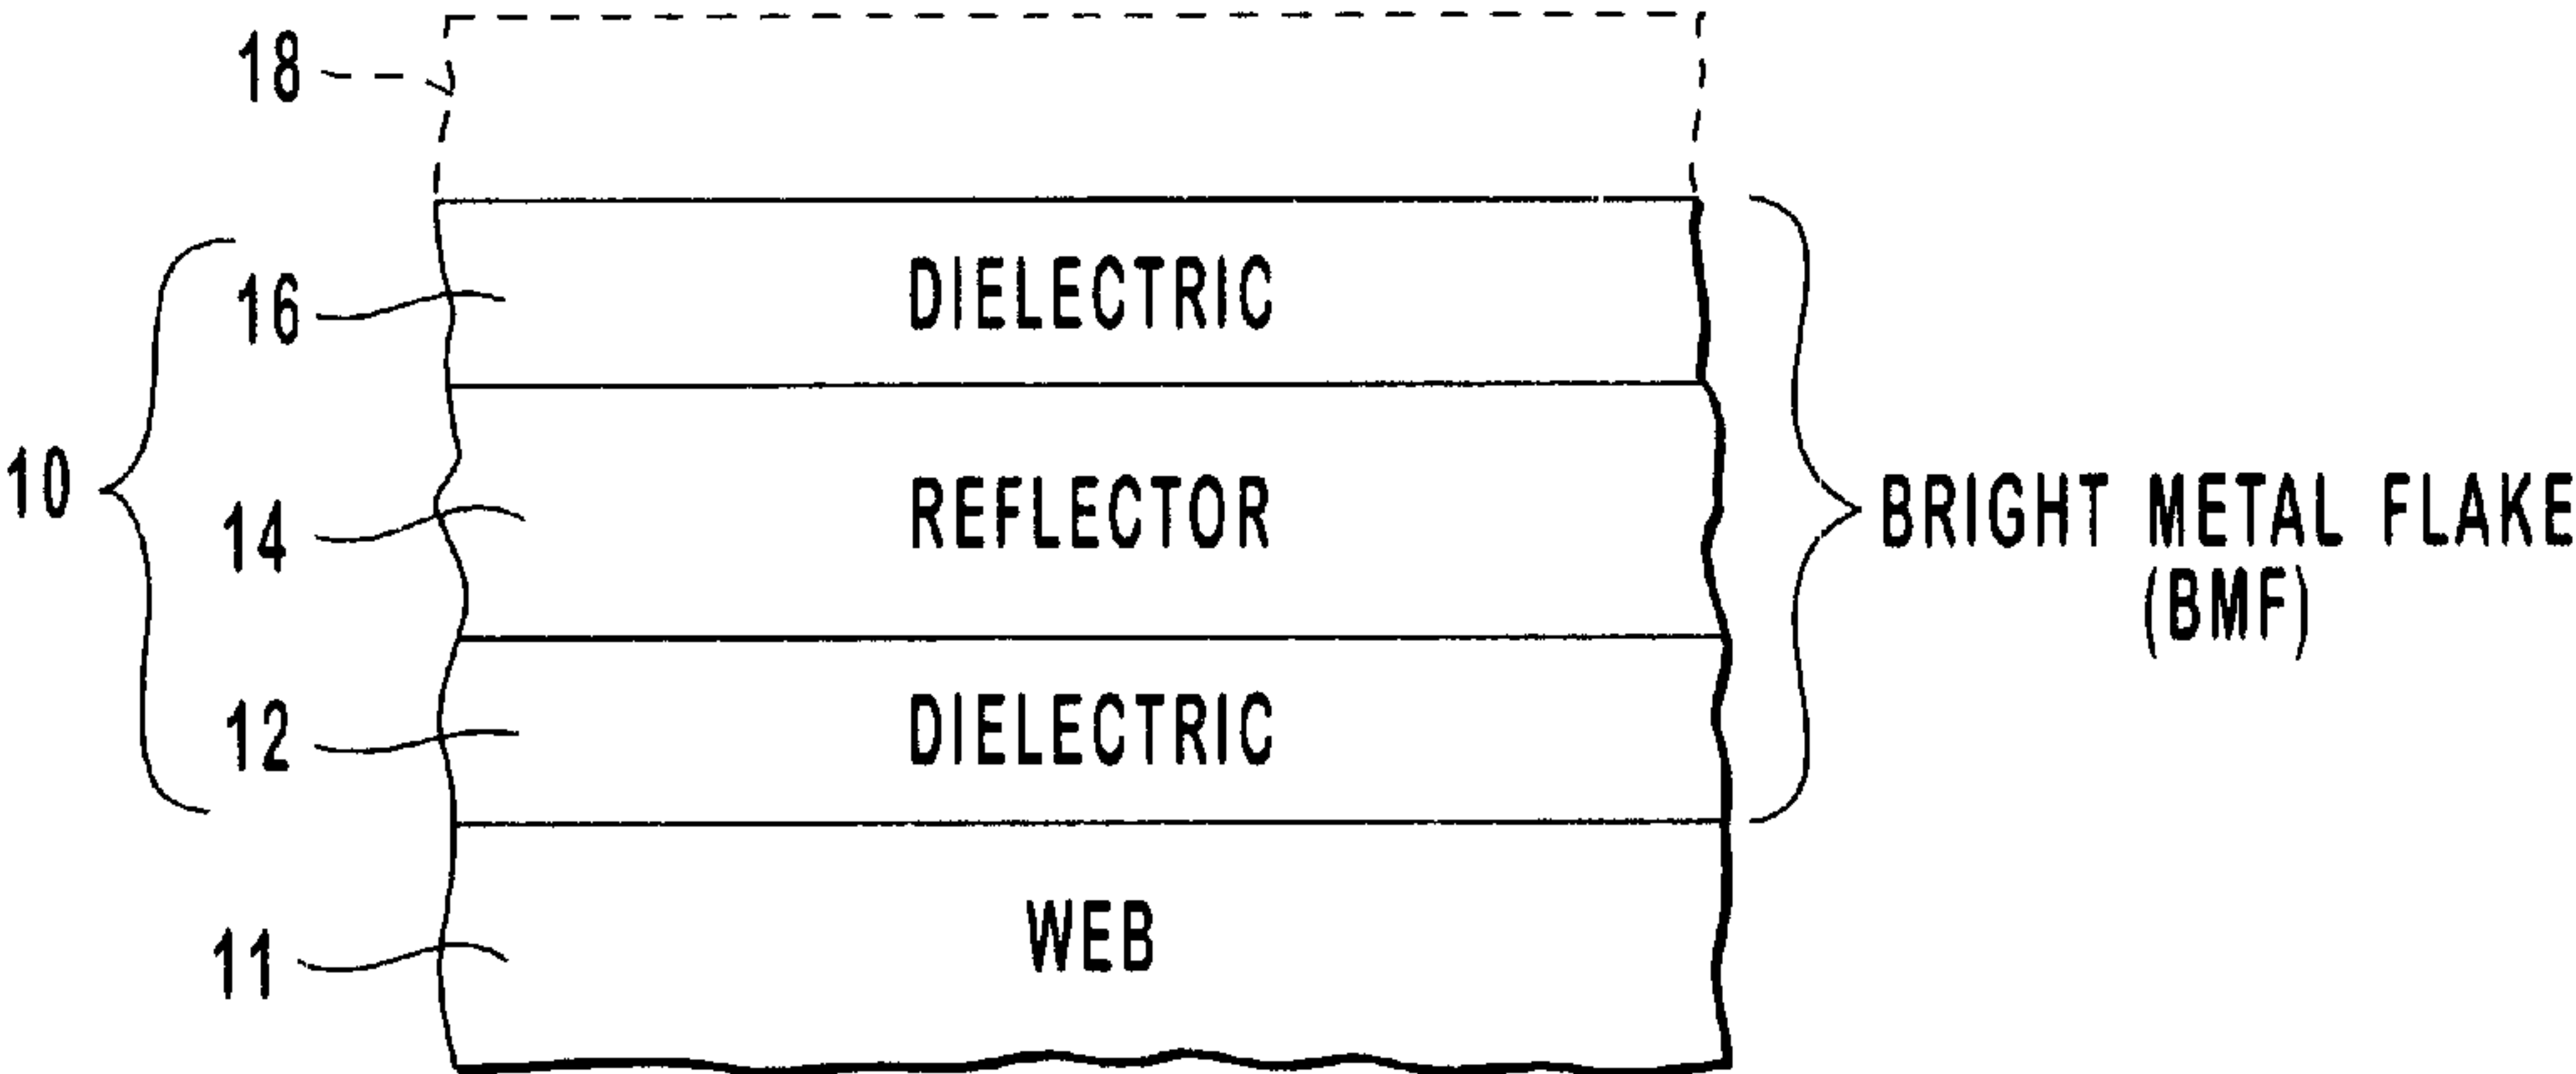 18
16
DIELECTRIC
10
14
REFLECTOR
BRIGHT METAL FLAKE
(BMF)
12
DIELECTRIC
11
WEB